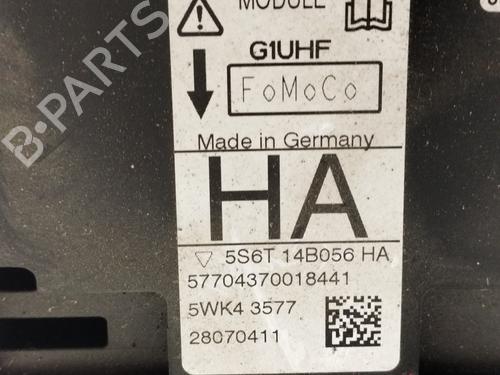 MODULE
G1UHF
FoMoCo
Made in Germany
HA
5S6T 14B056 HA
57704370018441
5WK4 3577
28070411
B-PARTS